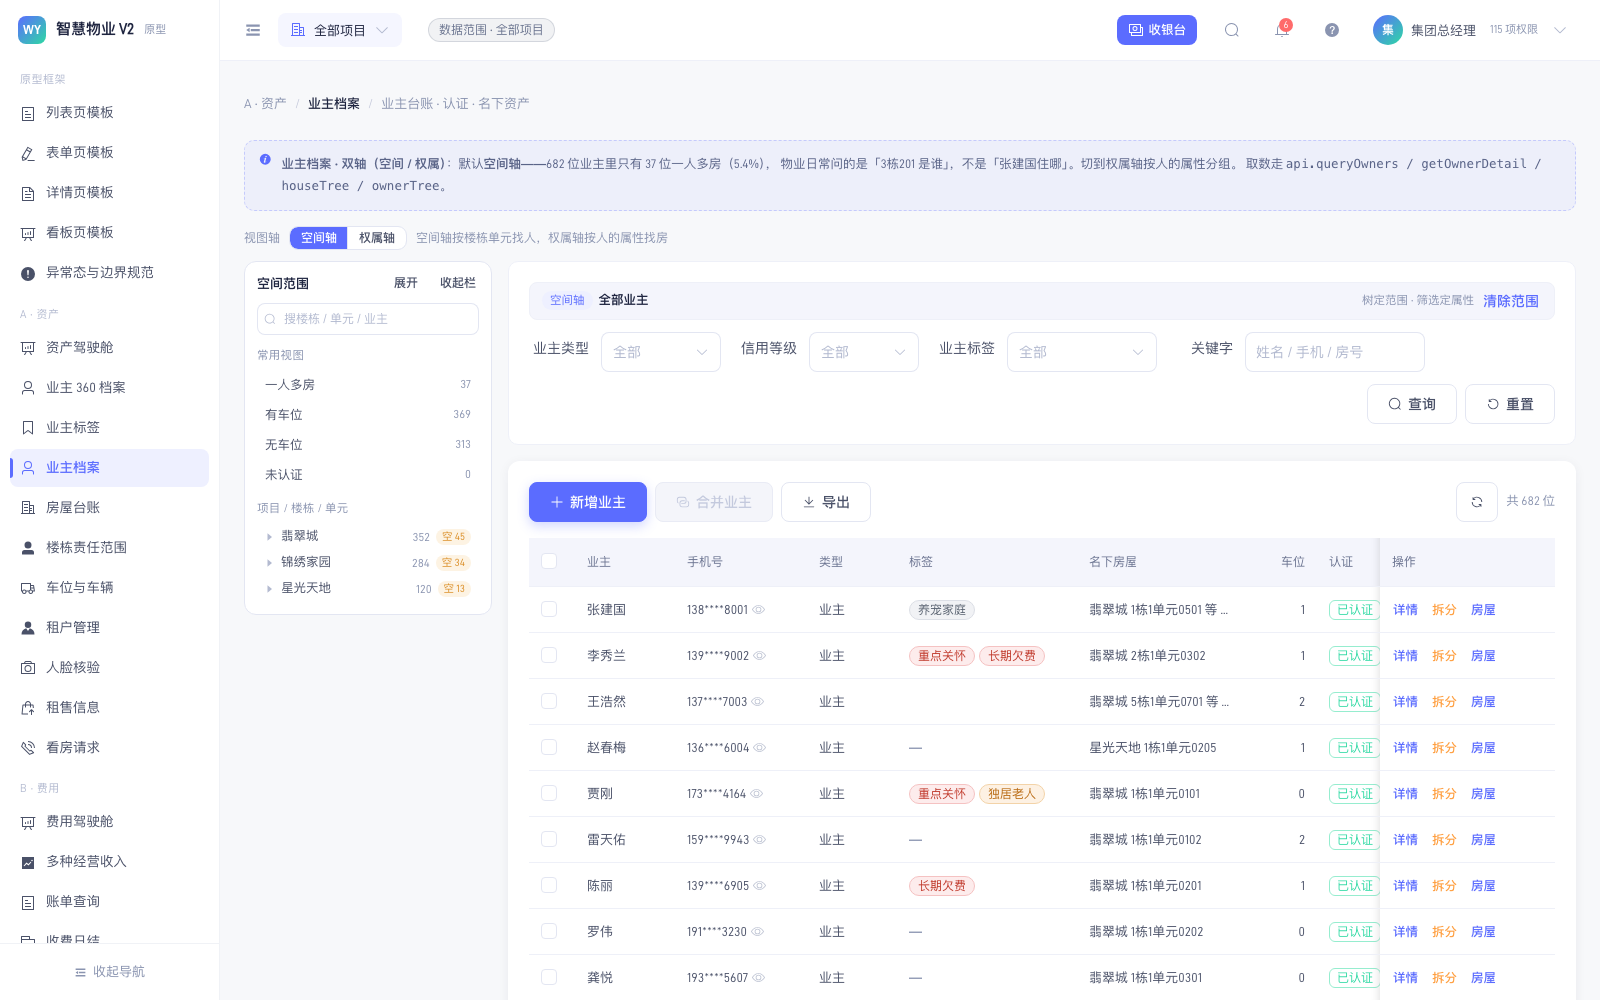 WY 智慧物业 V2 原型
全部项目
数据范围 · 全部项目
收银台
6
集 集团总经理 115 项权限
原型框架
列表页模板
表单页模板
详情页模板
看板页模板
异常态与边界规范
A · 资产
资产驾驶舱
业主 360 档案
业主标签
业主档案
房屋台账
楼栋责任范围
车位与车辆
租户管理
人脸核验
租售信息
看房请求
B · 费用
费用驾驶舱
多种经营收入
账单查询
收费日结
收起导航
A · 资产 / 业主档案 / 业主台账 · 认证 · 名下资产
业主档案 · 双轴（空间 / 权属）：默认空间轴——682 位业主里只有 37 位一人多房（5.4%）， 物业日常问的是「3栋201 是谁」，不是「张建国住哪」。切到权属轴按人的属性分组。 取数走 api.queryOwners / getOwnerDetail /
houseTree / ownerTree。
视图轴 空间轴 权属轴 空间轴按楼栋单元找人，权属轴按人的属性找房
空间范围 展开 收起栏
搜楼栋 / 单元 / 业主
常用视图
一人多房 37
有车位 369
无车位 313
未认证 0
项目 / 楼栋 / 单元
翡翠城 352 空 45
锦绣家园 284 空 34
星光天地 120 空 13
空间轴 全部业主 树定范围 · 筛选定属性 清除范围
业主类型 全部 信用等级 全部 业主标签 全部 关键字 姓名 / 手机 / 房号
查询 重置
新增业主 合并业主 导出 共 682 位
业主 手机号 类型 标签 名下房屋 车位 认证 操作
张建国 138****8001 业主 养宠家庭 翡翠城 1栋1单元0501 等 … 1 已认证 详情 拆分 房屋
李秀兰 139****9002 业主 重点关怀 长期欠费 翡翠城 2栋1单元0302 1 已认证 详情 拆分 房屋
王浩然 137****7003 业主 翡翠城 5栋1单元0701 等 … 2 已认证 详情 拆分 房屋
赵春梅 136****6004 业主 — 星光天地 1栋1单元0205 1 已认证 详情 拆分 房屋
贾刚 173****4164 业主 重点关怀 独居老人 翡翠城 1栋1单元0101 0 已认证 详情 拆分 房屋
雷天佑 159****9943 业主 — 翡翠城 1栋1单元0102 2 已认证 详情 拆分 房屋
陈丽 139****6905 业主 长期欠费 翡翠城 1栋1单元0201 1 已认证 详情 拆分 房屋
罗伟 191****3230 业主 — 翡翠城 1栋1单元0202 0 已认证 详情 拆分 房屋
龚悦 193****5607 业主 — 翡翠城 1栋1单元0301 0 已认证 详情 拆分 房屋